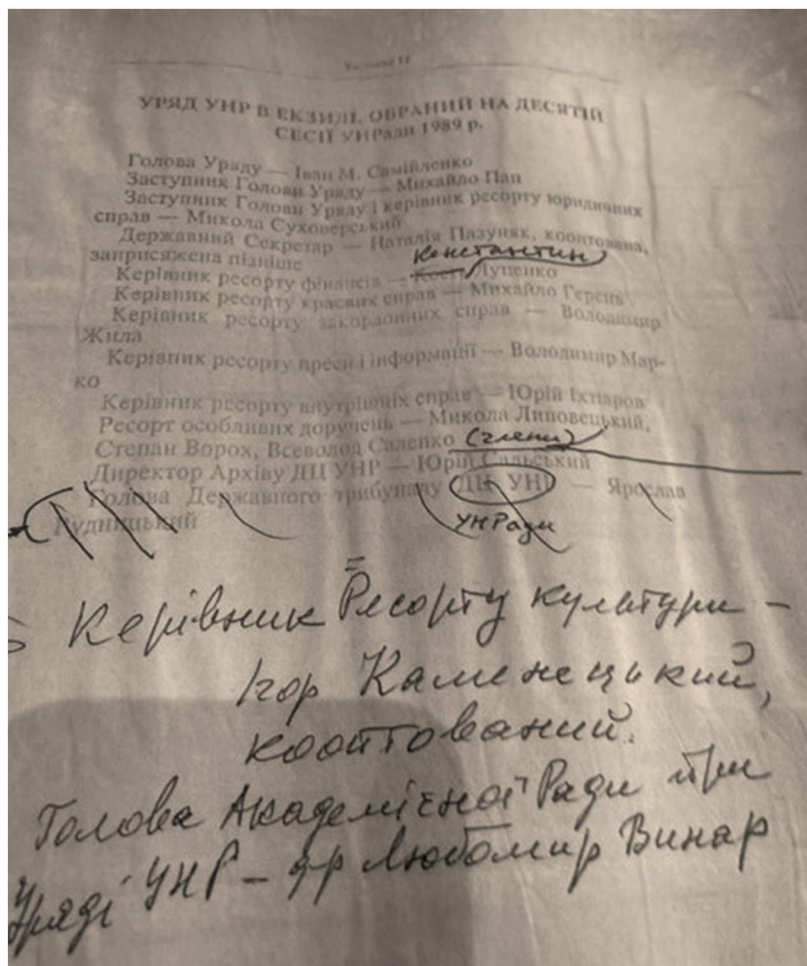 УРЯД УНР В ЕКЗИЛІ, ОБРАНИЙ НА ДЕСЯТІЙ
СЕСІЇ УНРади 1989 р.
Голова Уряду — Іван М. Самійленко
Заступник Голови Уряду — Михайло Пап
Заступник Голови Уряду і керівник ресорту юридичних
справ — Микола Суховерський
Державний Секретар — Наталія Пазуняк, кооптована,
заприсяжена пізніше
Константин
Керівник ресорту фінансів — Луценко
Керівник ресорту краєвих справ — Михайло Герець
Керівник ресорту закордонних справ — Володимир
Жила
Керівник ресорту преси і інформації — Володимир Мар-
ко
Керівник ресорту внутрішніх справ — Юрій Іхтіаров
Ресорт особливих доручень — Микола Липовецький,
Степан Ворох, Всеволод Саленко (члени)
Директор Архіву ДЦ УНР — Юрій Сальський
Голова Державного трибуналу ДЦ УНР — Ярослав
Рудницький
УНРади
Керівник Ресорту культури –
Ігор Каменецький,
кооптований.
Голова Академічної Ради при
Уряді УНР – д-р Любомир Винар